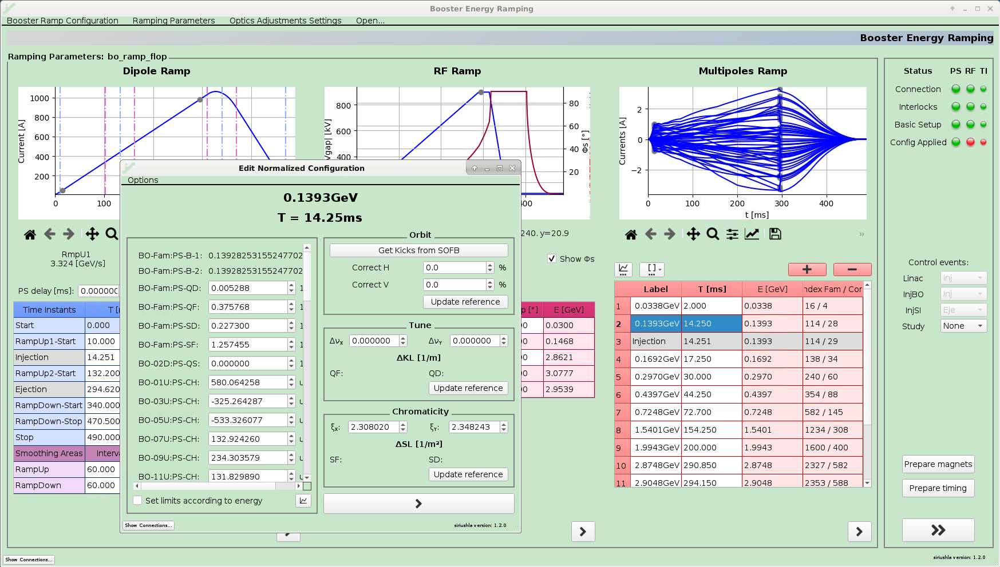 Booster Energy Ramping
Booster Ramp Configuration Ramping Parameters Optics Adjustments Settings Open...
Booster Energy Ramping
Ramping Parameters: bo_ramp_flop
Dipole Ramp
Current [A]
1000
800
600
400
200
0 100
RmpU1
3.324 [GeV/s]
PS delay [ms]: 0.00000
Time Instants T [
Start 0.000
RampUp1-Start 10.000
Injection 14.251
RampUp2-Start 132.200
Ejection 294.620
RampDown-Start 340.000
RampDown-Stop 470.500
Stop 490.000
Smoothing Areas Interv
RampUp 60.000
RampDown 60.000
RF Ramp
Vgap| [kV]
800
600
400
80
60
40
20
Φs [°]
400
240. y=20.9
Show Φs
[°] E [GeV]
0.0300
0.1468
2.8621
3.0777
2.9539
Multipoles Ramp
Currents [A]
2
0
−2
0 100 200 300 400
t [ms]
Label T [ms] E [GeV] ndex Fam / Cor
1 0.0338GeV 2.000 0.0338 16 / 4
2 0.1393GeV 14.250 0.1393 114 / 28
3 Injection 14.251 0.1393 114 / 29
4 0.1692GeV 17.250 0.1692 138 / 34
5 0.2970GeV 30.000 0.2970 240 / 60
6 0.4397GeV 44.250 0.4397 354 / 88
7 0.7248GeV 72.700 0.7248 582 / 145
8 1.5401GeV 154.250 1.5401 1234 / 308
9 1.9943GeV 200.000 1.9943 1600 / 400
10 2.8748GeV 290.850 2.8748 2327 / 582
11 2.9048GeV 294.150 2.9048 2353 / 588
Status PS RF TI
Connection
Interlocks
Basic Setup
Config Applied
Control events:
Linac Inj
InjBO Inj
InjSI Eje
Study None
Prepare magnets
Prepare timing
Edit Normalized Configuration
Options
0.1393GeV
T = 14.25ms
BO-Fam:PS-B-1: 0.13928253155247702
BO-Fam:PS-B-2: 0.13928253155247702
BO-Fam:PS-QD: 0.005288 1
BO-Fam:PS-QF: 0.375768 1
BO-Fam:PS-SD: 0.227300 1
BO-Fam:PS-SF: 1.257455 1
BO-02D:PS-QS: 0.000000 1
BO-01U:PS-CH: 580.064258 u
BO-03U:PS-CH: -325.264287 u
BO-05U:PS-CH: -533.326077 u
BO-07U:PS-CH: 132.924260 u
BO-09U:PS-CH: 234.303579 u
BO-11U:PS-CH: 131.829890 u
Set limits according to energy
Orbit
Get Kicks from SOFB
Correct H 0.0 %
Correct V 0.0 %
Update reference
Tune
Δνx 0.000000 Δνγ 0.000000
ΔKL [1/m]
QF: QD:
Update reference
Chromaticity
ξx: 2.308020 ξγ: 2.348243
ΔSL [1/m²]
SF: SD:
Update reference
Show Connections... siriushla version: 1.2.0
Show Connections... siriushla version: 1.2.0